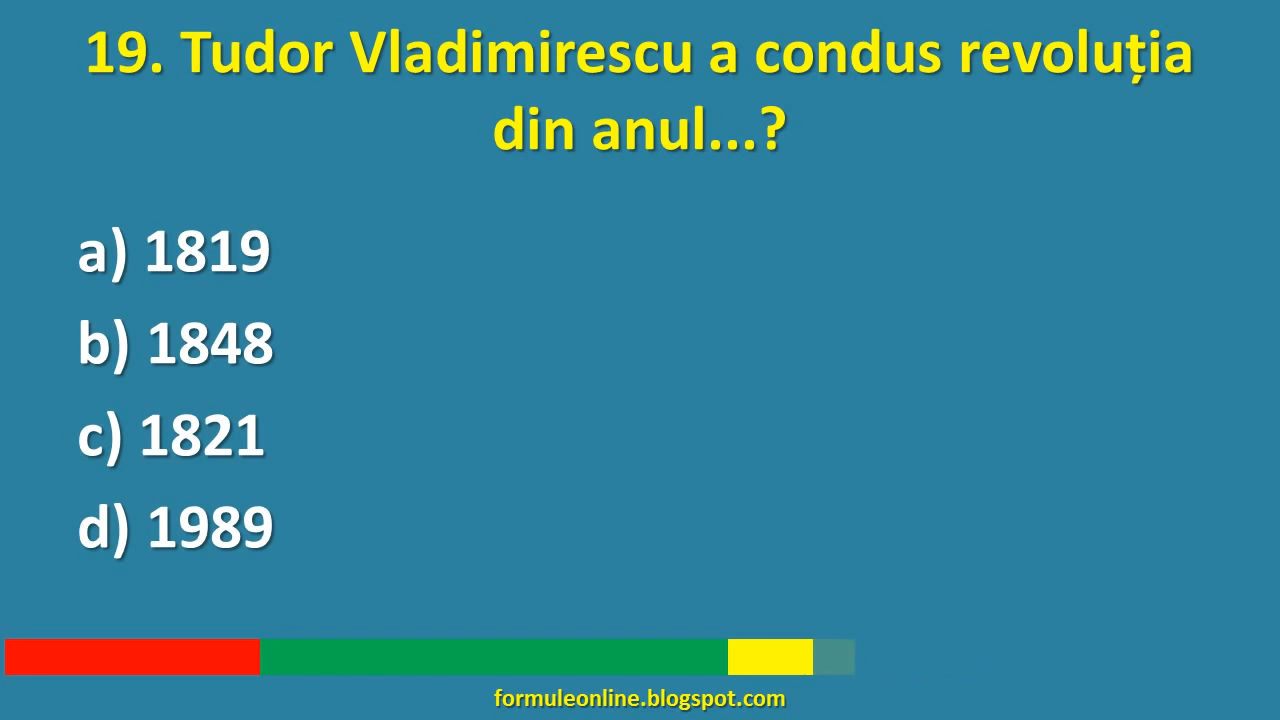 19. Tudor Vladimirescu a condus revoluția
din anul...?
a) 1819
b) 1848
c) 1821
d) 1989
formuleonline.blogspot.com